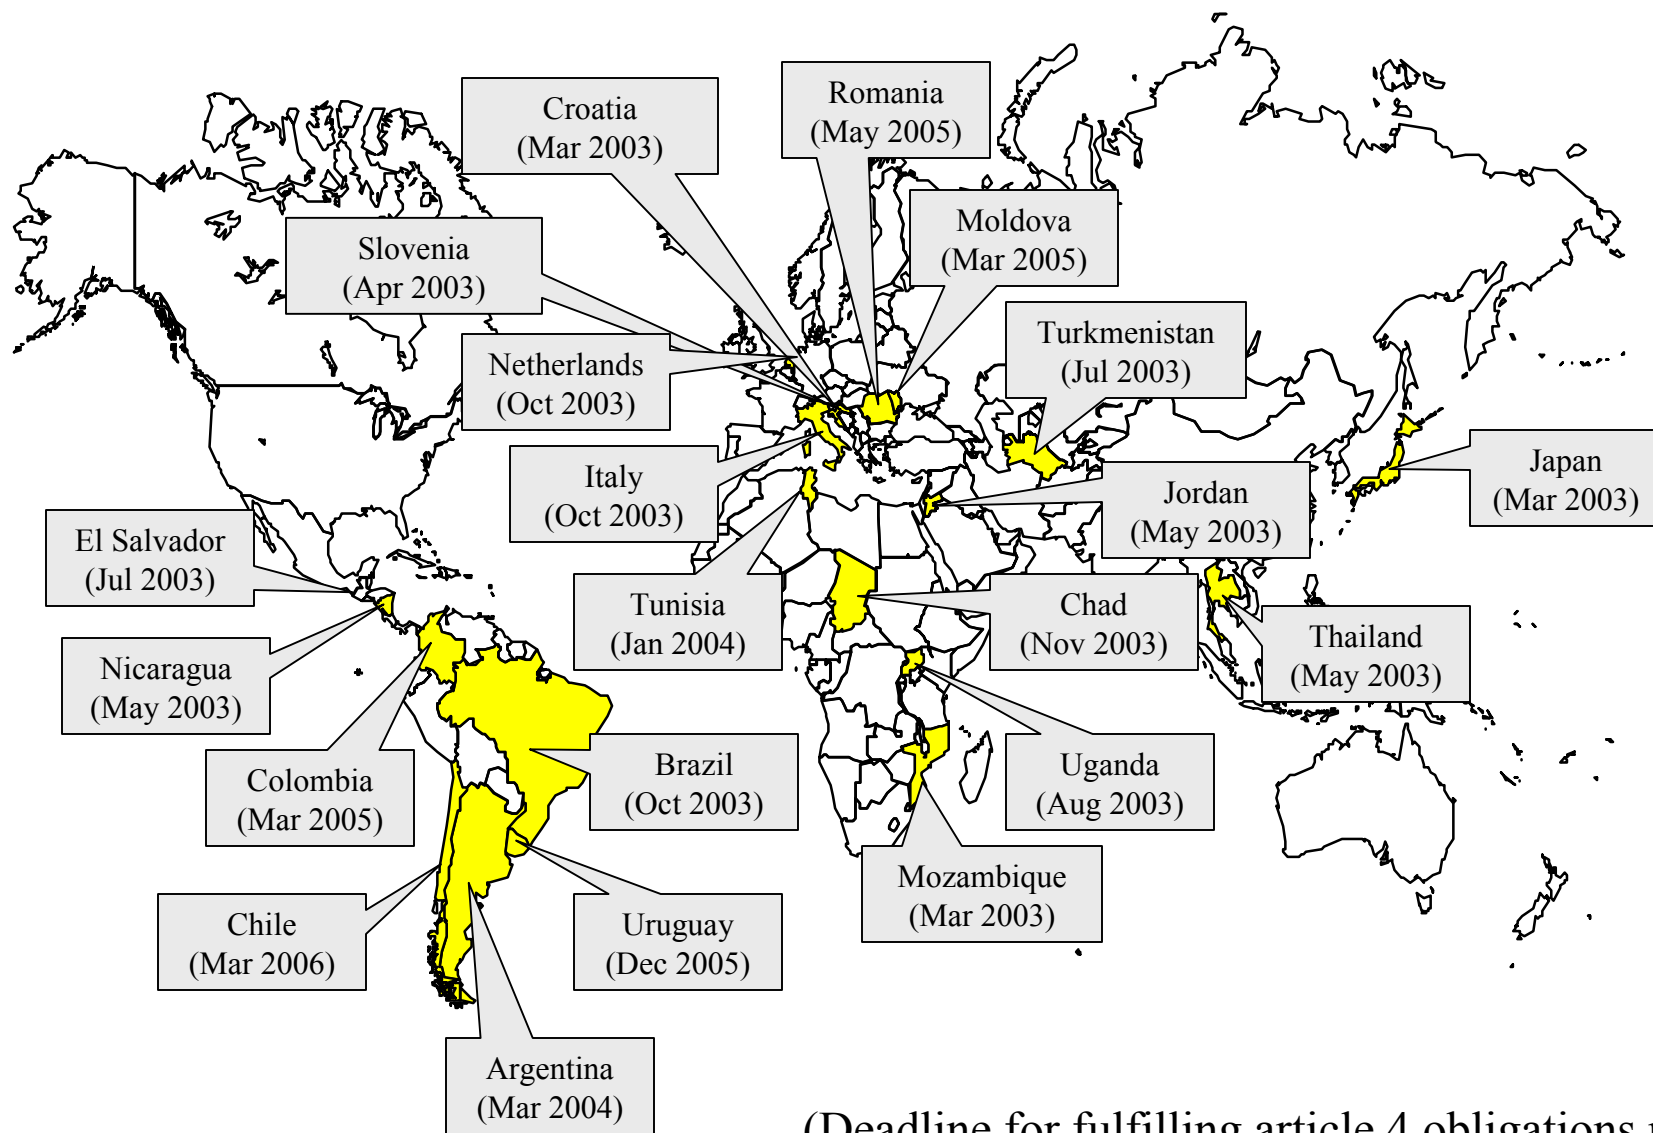 Croatia
(Mar 2003)
Romania
(May 2005)
Slovenia
(Apr 2003)
Moldova
(Mar 2005)
Netherlands
(Oct 2003)
Turkmenistan
(Jul 2003)
Italy
(Oct 2003)
Jordan
(May 2003)
Japan
(Mar 2003)
El Salvador
(Jul 2003)
Tunisia
(Jan 2004)
Chad
(Nov 2003)
Thailand
(May 2003)
Nicaragua
(May 2003)
Colombia
(Mar 2005)
Brazil
(Oct 2003)
Uganda
(Aug 2003)
Mozambique
(Mar 2003)
Chile
(Mar 2006)
Uruguay
(Dec 2005)
Argentina
(Mar 2004)
(Deadline for fulfilling article 4 obligations